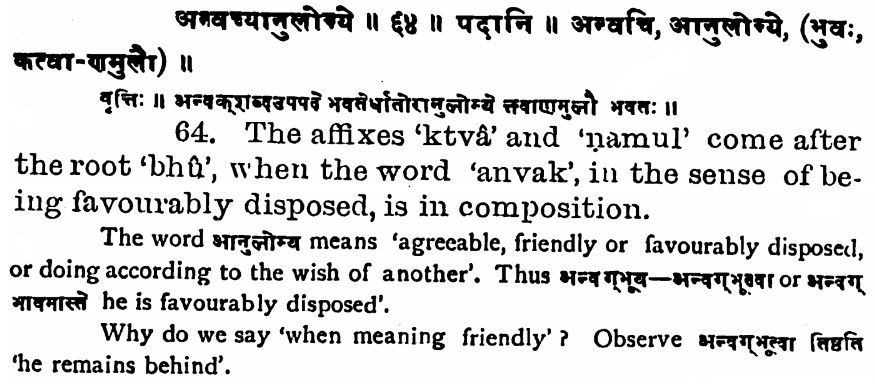 अन्वच्यानुलोम्ये ॥ ६४ ॥ पदानि ॥ अन्वचि, आनुलोम्ये, (भुवः,
क्त्वा-णमुलौ) ॥
वृत्तिः ॥ अन्वक्शब्दउपपदे भवतेर्धातोरानुलोम्ये क्त्वाणमुलौ भवतः ॥
64. The affixes ‘ktvâ’ and ‘ṇamul’ come after
the root ‘bhû’, when the word ‘anvak’, in the sense of be-
ing favourably disposed, is in composition.
The word आनुलोम्य means ‘agreeable, friendly or favourably disposed,
or doing according to the wish of another’. Thus अन्वग्भूय—अन्वग्भूत्वा or अन्वग्
भावमास्ते he is favourably disposed’.
Why do we say ‘when meaning friendly’ ? Observe अन्वग्भूत्वा तिष्ठति
‘he remains behind’.